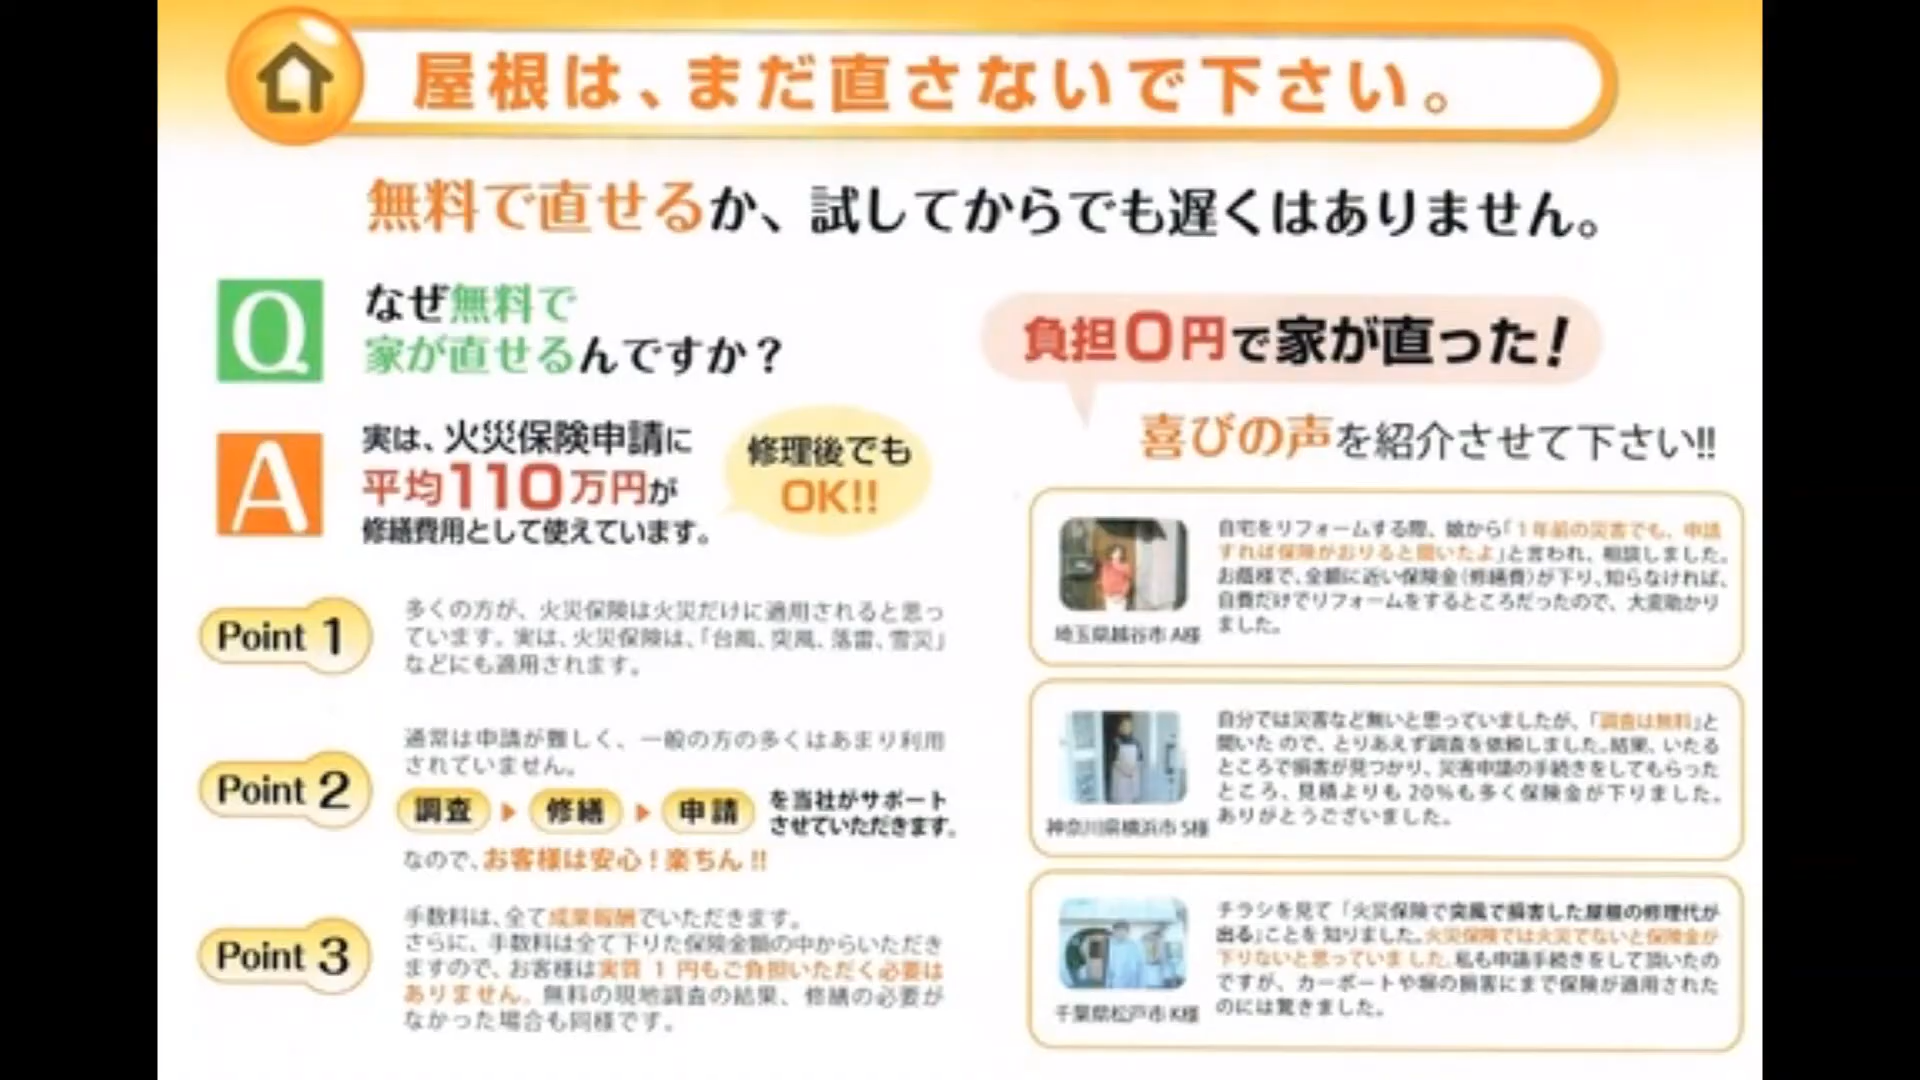 屋根は、まだ直さないで下さい。
無料で直せるか、試してからでも遅くはありません。
Q
なぜ無料で
家が直せるんですか？
A
実は、火災保険申請に
平均110万円が
修繕費用として使えています。
修理後でも
OK!!
Point 1
多くの方が、火災保険は火災だけに適用されると思っ
ています。実は、火災保険は、「台風、突風、落雷、雪災」
などにも適用されます。
Point 2
通常は申請が難しく、一般の方の多くはあまり利用
されていません。
調査 ▶ 修繕 ▶ 申請 を当社がサポート
させていただきます。
なので、お客様は安心！楽ちん!!
Point 3
手数料は、全て成果報酬でいただきます。
さらに、手数料は全て下りた保険金額の中からいただき
ますので、お客様は実質１円もご負担いただく必要は
ありません。無料の現地調査の結果、修繕の必要が
なかった場合も同様です。
負担0円で家が直った！
喜びの声を紹介させて下さい!!
自宅をリフォームする際、娘から「１年前の災害でも、申請
すれば保険がおりると聞いたよ」と言われ、相談しました。
お蔭様で、全額に近い保険金（修繕費）が下り、知らなければ、
自費だけでリフォームをするところだったので、大変助かり
ました。
埼玉県越谷市 A様
自分では災害など無いと思っていましたが、「調査は無料」と
聞いたので、とりあえず調査を依頼しました。結果、いたる
ところで損害が見つかり、災害申請の手続きをしてもらった
ところ、見積よりも20%も多く保険金が下りました。
ありがとうございました。
神奈川県横浜市 S様
チラシを見て「火災保険で突風で損害した屋根の修理代が
出る」ことを知りました。火災保険では火災でないと保険金が
下りないと思っていました。私も申請手続きをして頂いたの
ですが、カーポートや塀の損害にまで保険が適用された
のには驚きました。
千葉県松戸市 K様